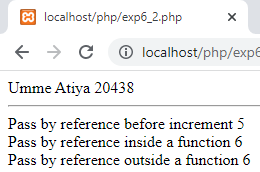 localhost/php/exp6_2.php
localhost/php/exp6
Umme Atiya 20438
Pass by reference before increment 5
Pass by reference inside a function 6
Pass by reference outside a function 6